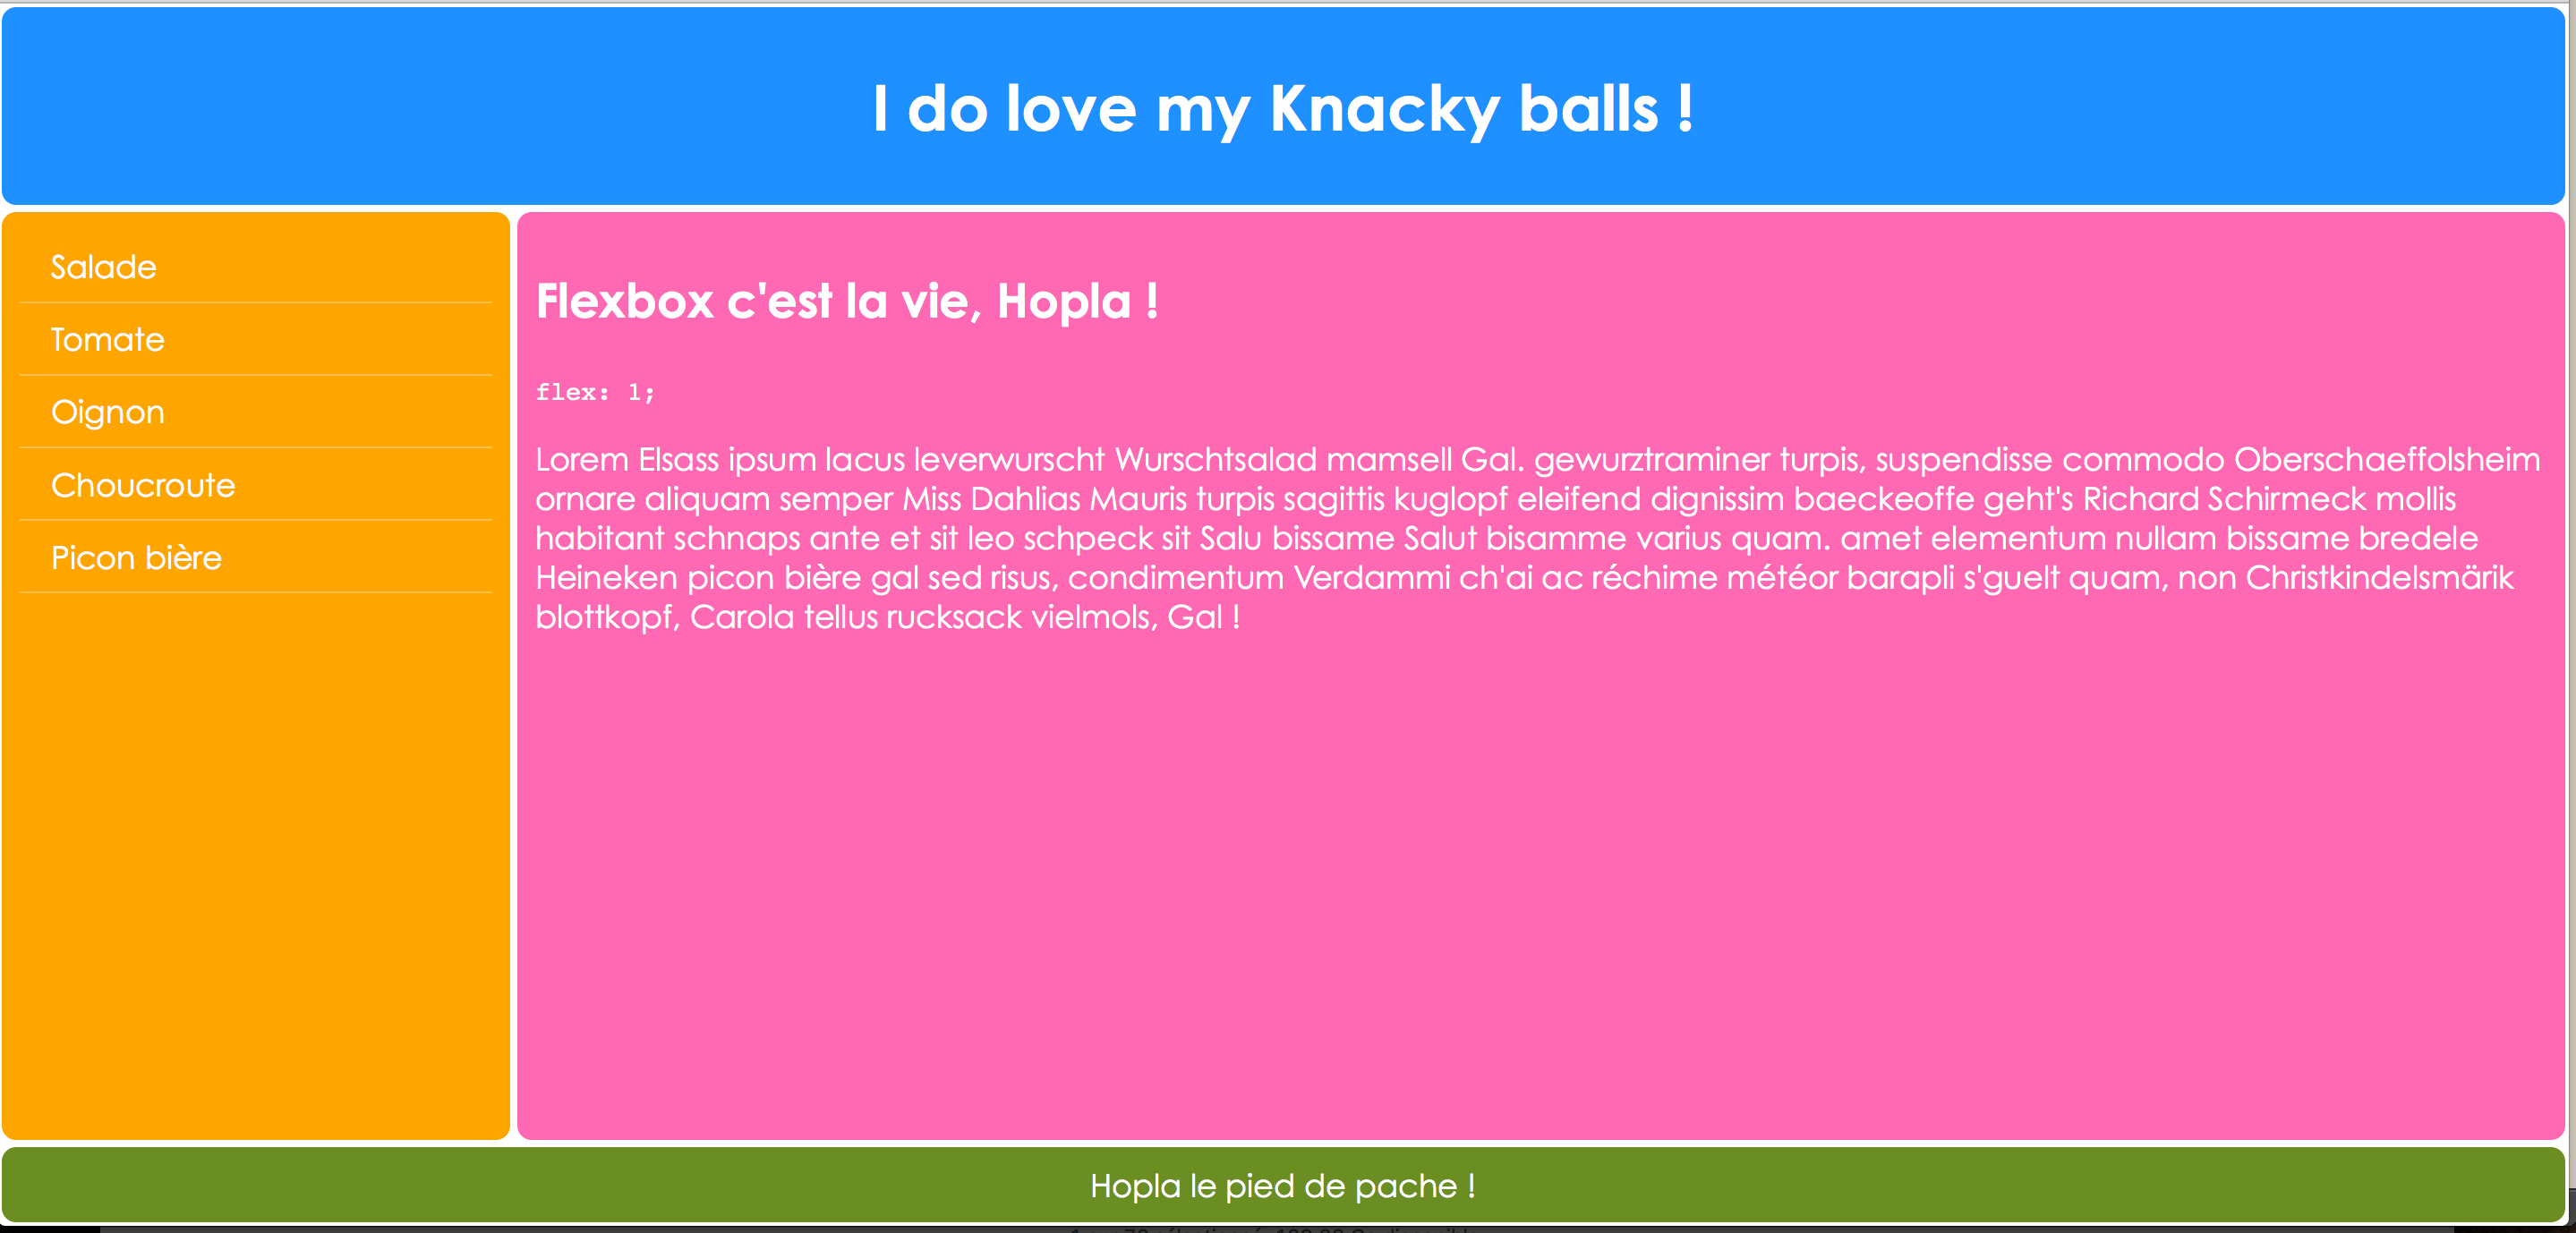 I do love my Knacky balls !
Salade
Tomate
Oignon
Choucroute
Picon bière
Flexbox c'est la vie, Hopla !
flex: 1;
Lorem Elsass ipsum lacus leverwurscht Wurschtsalad mamsell Gal. gewurztraminer turpis, suspendisse commodo Oberschaeffolsheim
ornare aliquam semper Miss Dahlias Mauris turpis sagittis kuglopf eleifend dignissim baeckeoffe geht's Richard Schirmeck mollis
habitant schnaps ante et sit leo schpeck sit Salu bissame Salut bisamme varius quam. amet elementum nullam bissame bredele
Heineken picon bière gal sed risus, condimentum Verdammi ch'ai ac réchime météor barapli s'guelt quam, non Christkindelsmärik
blottkopf, Carola tellus rucksack vielmols, Gal !
Hopla le pied de pache !